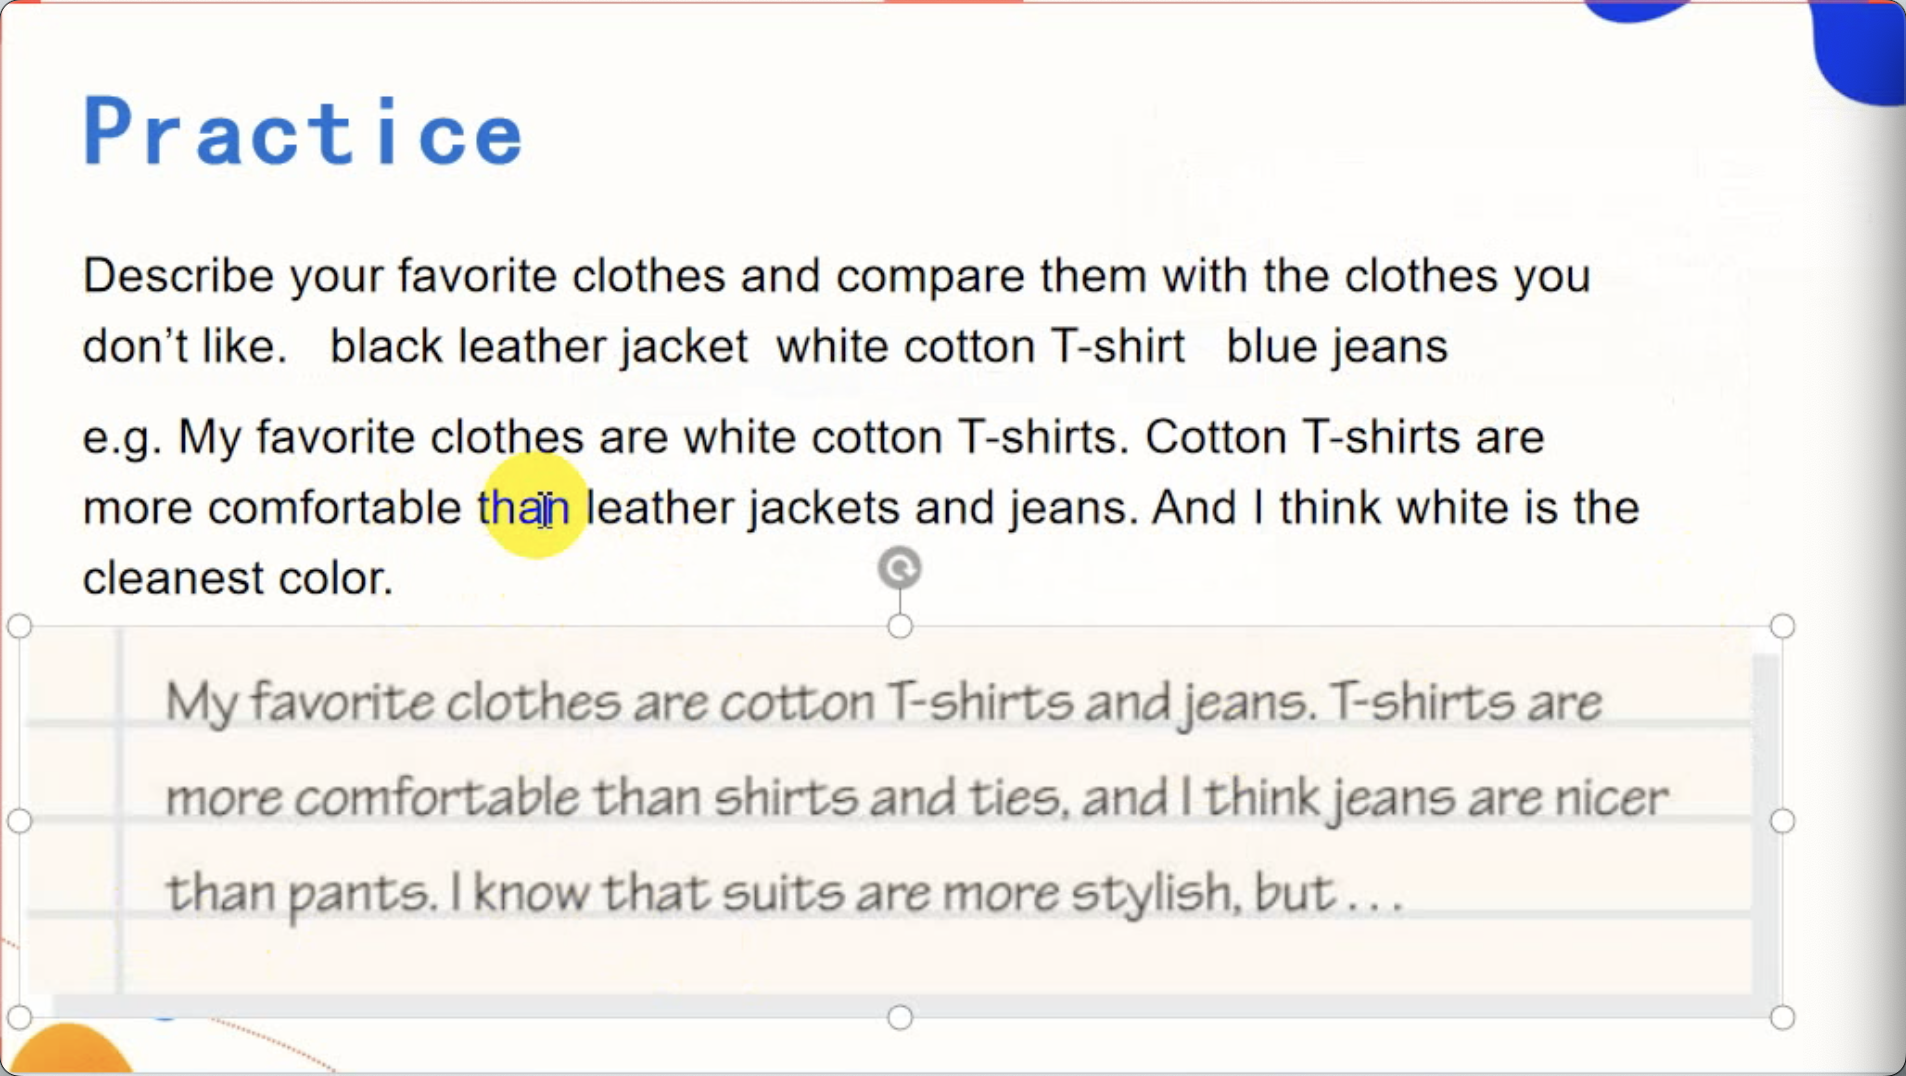 Practice
Describe your favorite clothes and compare them with the clothes you
don’t like. black leather jacket white cotton T-shirt blue jeans
e.g. My favorite clothes are white cotton T-shirts. Cotton T-shirts are
more comfortable than leather jackets and jeans. And I think white is the
cleanest color.
My favorite clothes are cotton T-shirts and jeans. T-shirts are
more comfortable than shirts and ties, and I think jeans are nicer
than pants. I know that suits are more stylish, but . . .